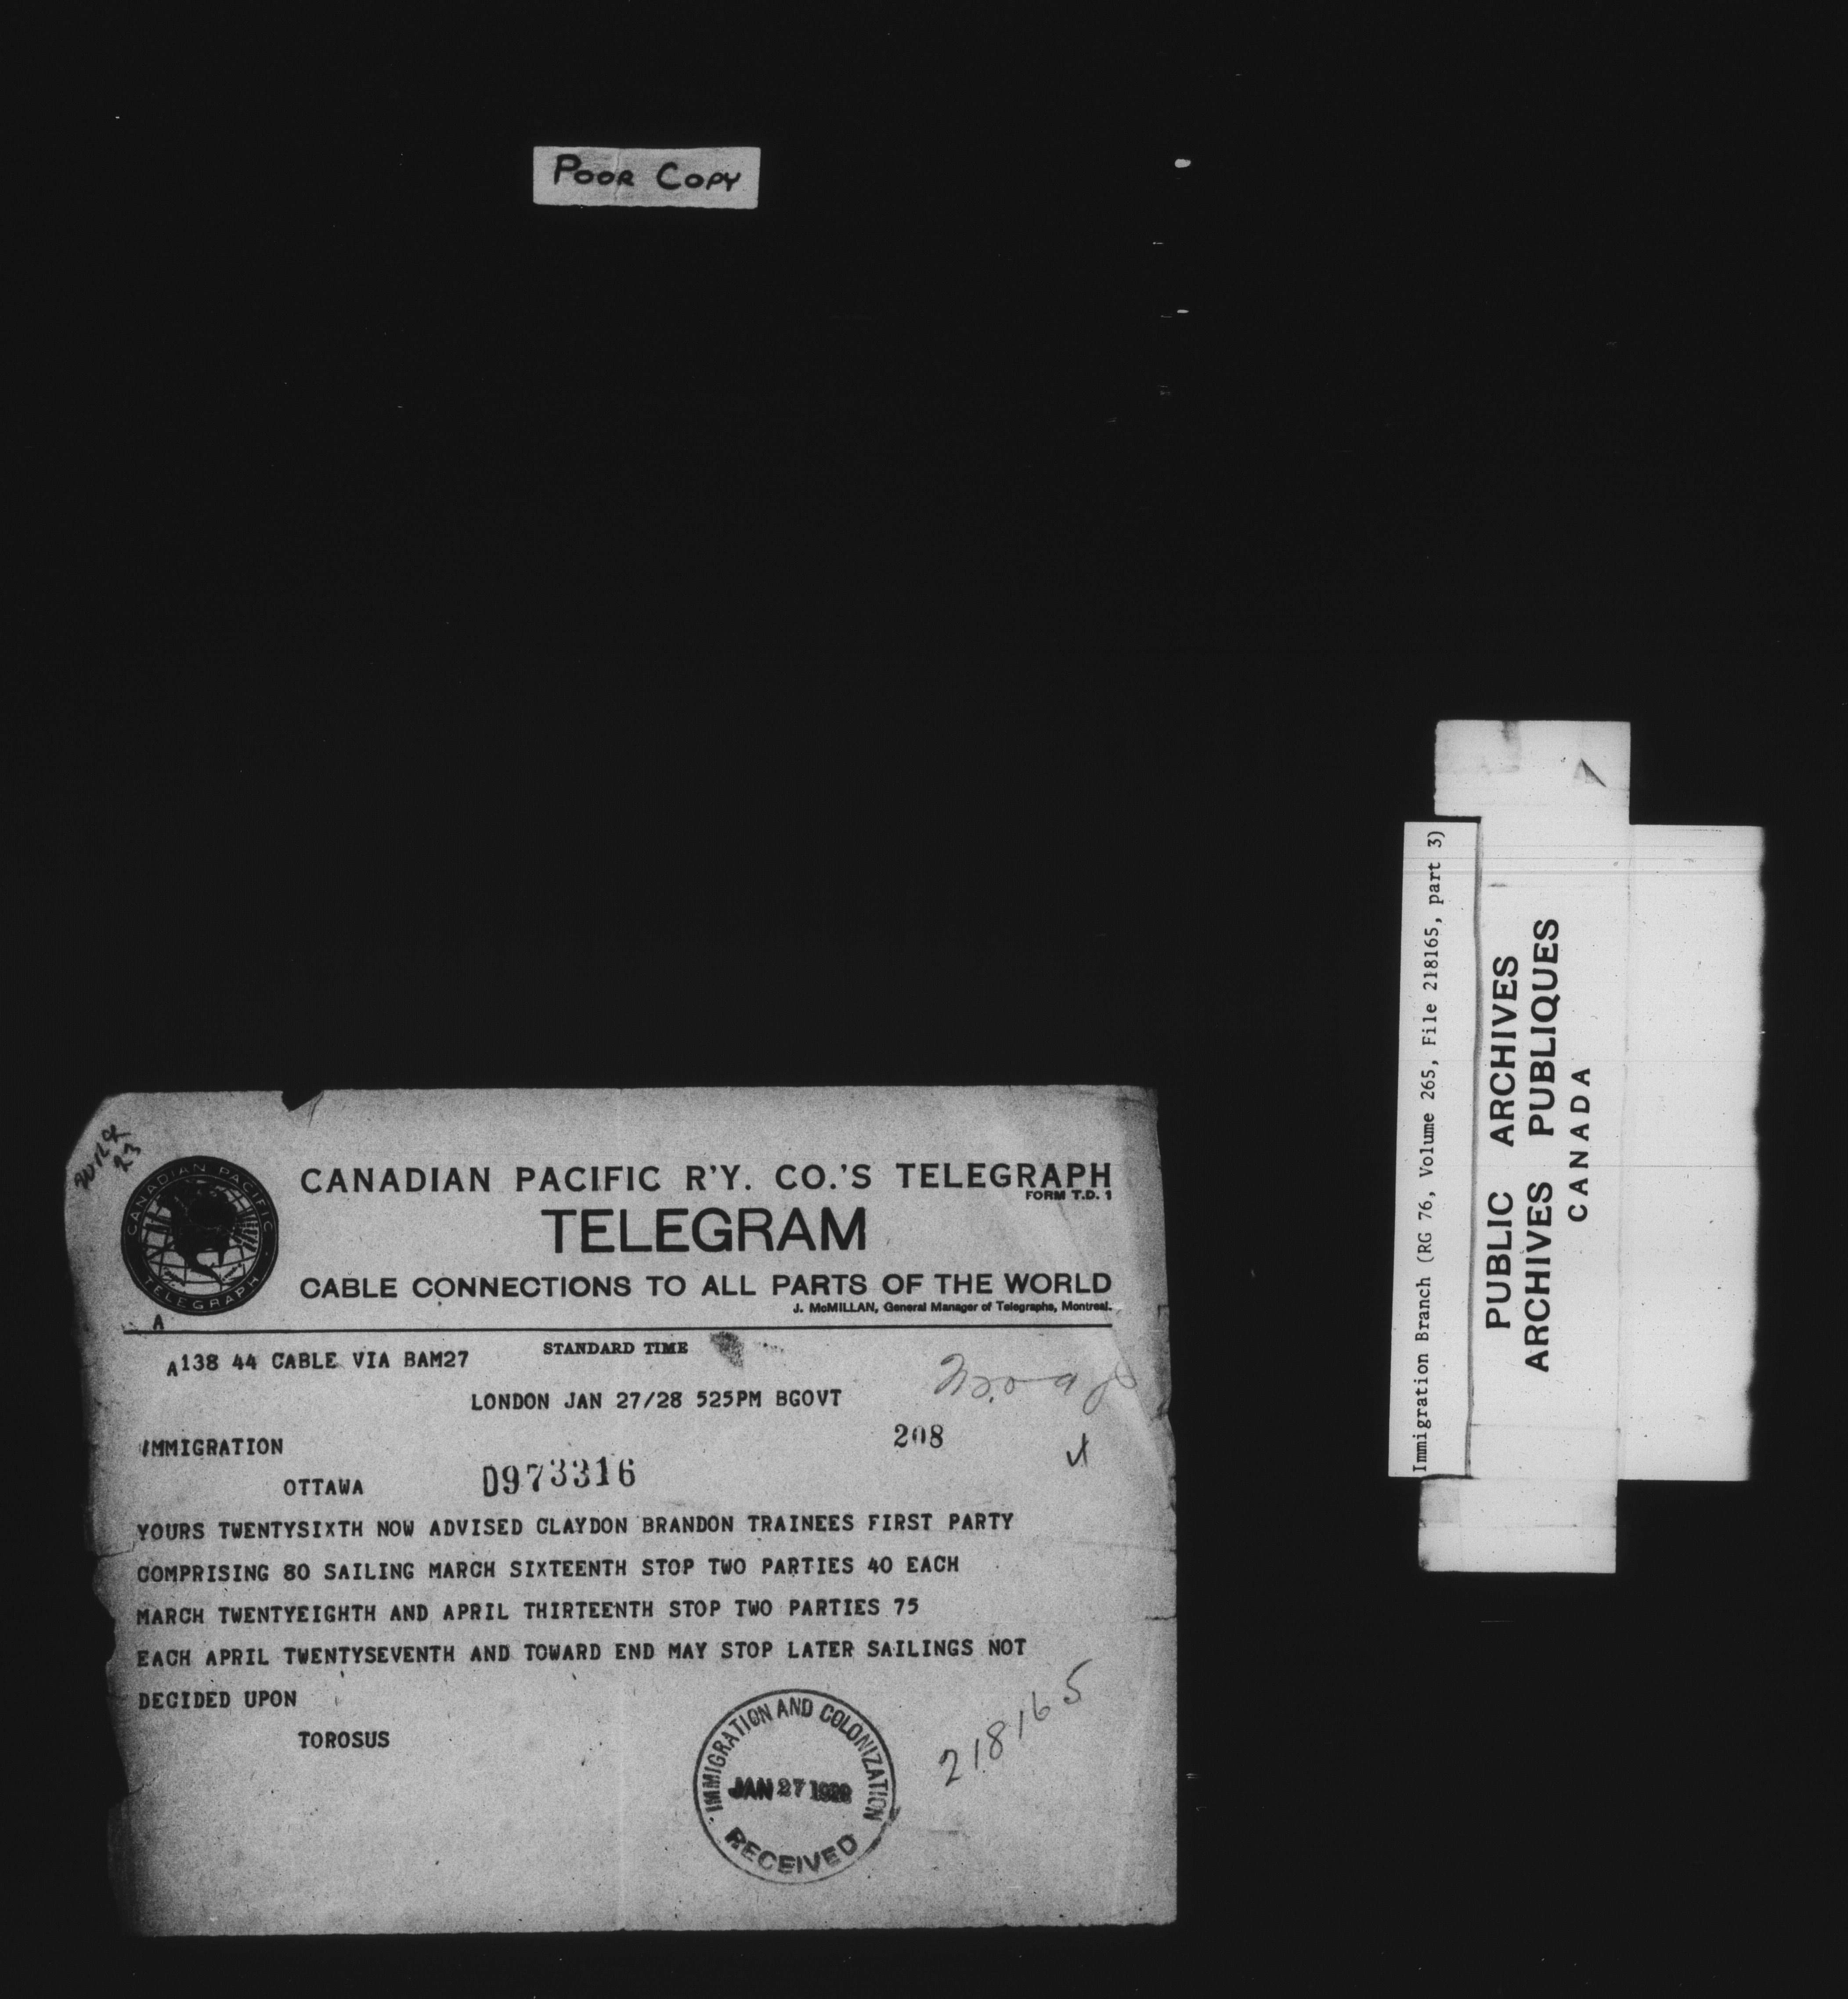 POOR COPY
CANADIAN PACIFIC R'Y. CO.'S TELEGRAPH
FORM T.D. 1
TELEGRAM
CABLE CONNECTIONS TO ALL PARTS OF THE WORLD
J. McMILLAN, General Manager of Telegraphs, Montreal.
CANADIAN PACIFIC
TELEGRAPH
23
A
STANDARD TIME
A138 44 CABLE VIA BAM27
LONDON JAN 27/28 525PM BGOVT
208
IMMIGRATION
OTTAWA
D973316
YOURS TWENTYSIXTH NOW ADVISED CLAYDON BRANDON TRAINEES FIRST PARTY
COMPRISING 80 SAILING MARCH SIXTEENTH STOP TWO PARTIES 40 EACH
MARCH TWENTYEIGHTH AND APRIL THIRTEENTH STOP TWO PARTIES 75
EACH APRIL TWENTYSEVENTH AND TOWARD END MAY STOP LATER SAILINGS NOT
DECIDED UPON
TOROSUS
IMMIGRATION AND COLONIZATION
JAN 27 1928
RECEIVED
218165
Immigration Branch (RG 76, Volume 265, File 218165, part 3)
PUBLIC ARCHIVES
ARCHIVES PUBLIQUES
CANADA